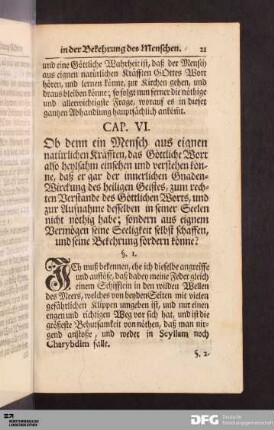 in der Bekehrung des Menschen. 21
und eine Göttliche Wahrheit ist, daß der Mensch
aus eignen natürlichen Kräfften GOttes Wort
hören, und lernen könne, zur Kirchen gehen, und
draus bleiben könne; so folget nun ferner die nöthige
und allerwichtigste Frage, worauf es in dieser
gantzen Abhandlung hauptsächlich ankömt.
CAP. VI.
Ob denn ein Mensch aus eignen
natürlichen Kräfften, das Göttliche Wort
also heylsahm einsehen und verstehen kön-
ne, daß er gar der innerlichen Gnaden-
Würckung des heiligen Geistes, zum rech-
ten Verstande des Göttlichen Worts, und
zur Aufnahme desselben in seiner Seelen
nicht nöthig habe; sondern aus eignem
Vermögen seine Seeligkeit selbst schaffen,
und seine Bekehrung fördern könne?
§. 1.
ICh muß bekennen, ehe ich dieselbe angreiffe
und auflöse, daß dabey meine Feder gleich
einem Schifflein in den wilden Wellen
des Meers, welches von beyden Seiten mit vielen
gefährlichen Klippen umgeben ist, und nur einen
engen und richtigen Weg vor sich hat, und ist die
grösseste Behutsamkeit von nöthen, daß man nir-
gend anstosse, und weder in Scyllam noch
Charybdim falle.
§. 2.
DFG
Deutsche
Forschungsgemeinschaft